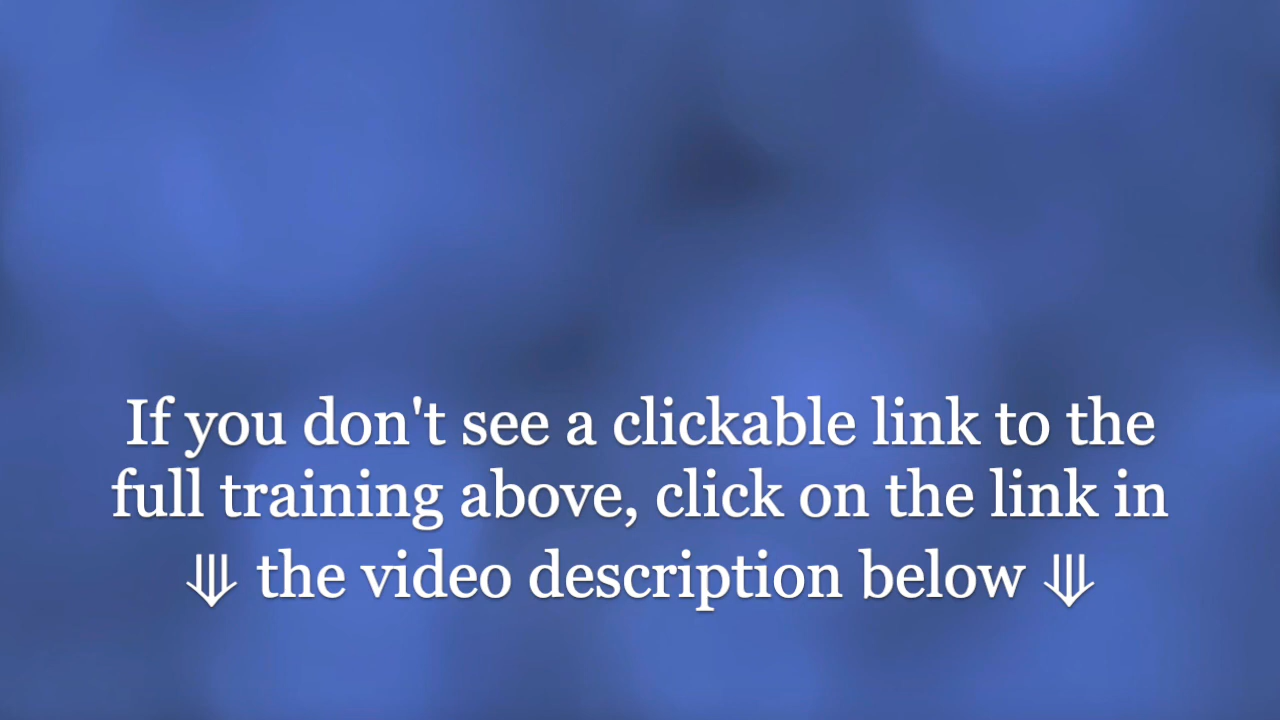 If you don't see a clickable link to the
full training above, click on the link in
⤋ the video description below ⤋